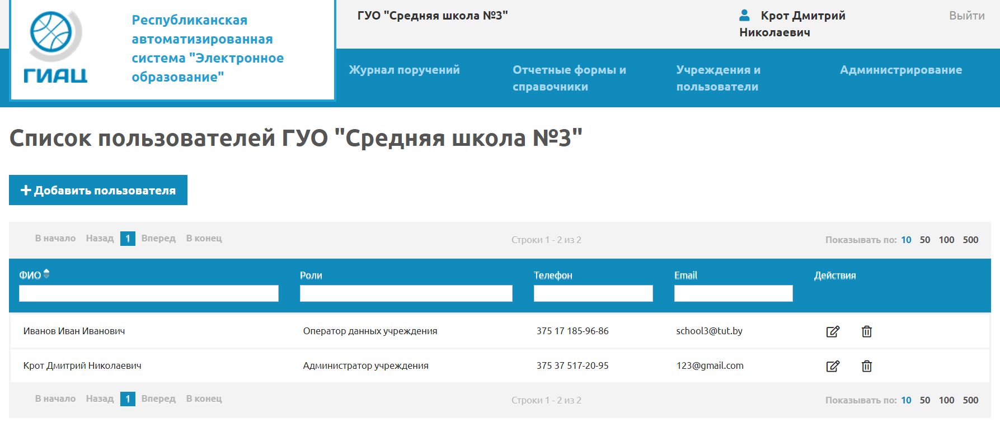 ГИАЦ
Республиканская
автоматизированная
система "Электронное
образование"
ГУО "Средняя школа №3"
Крот Дмитрий
Николаевич
Выйти
Журнал поручений
Отчетные формы и
справочники
Учреждения и
пользователи
Администрирование
Список пользователей ГУО "Средняя школа №3"
Добавить пользователя
В начало Назад 1 Вперед В конец Строки 1 - 2 из 2 Показывать по: 10 50 100 500
ФИО Роли Телефон Email Действия
Иванов Иван Иванович Оператор данных учреждения 375 17 185-96-86 school3@tut.by
Крот Дмитрий Николаевич Администратор учреждения 375 37 517-20-95 123@gmail.com
В начало Назад 1 Вперед В конец Строки 1 - 2 из 2 Показывать по: 10 50 100 500